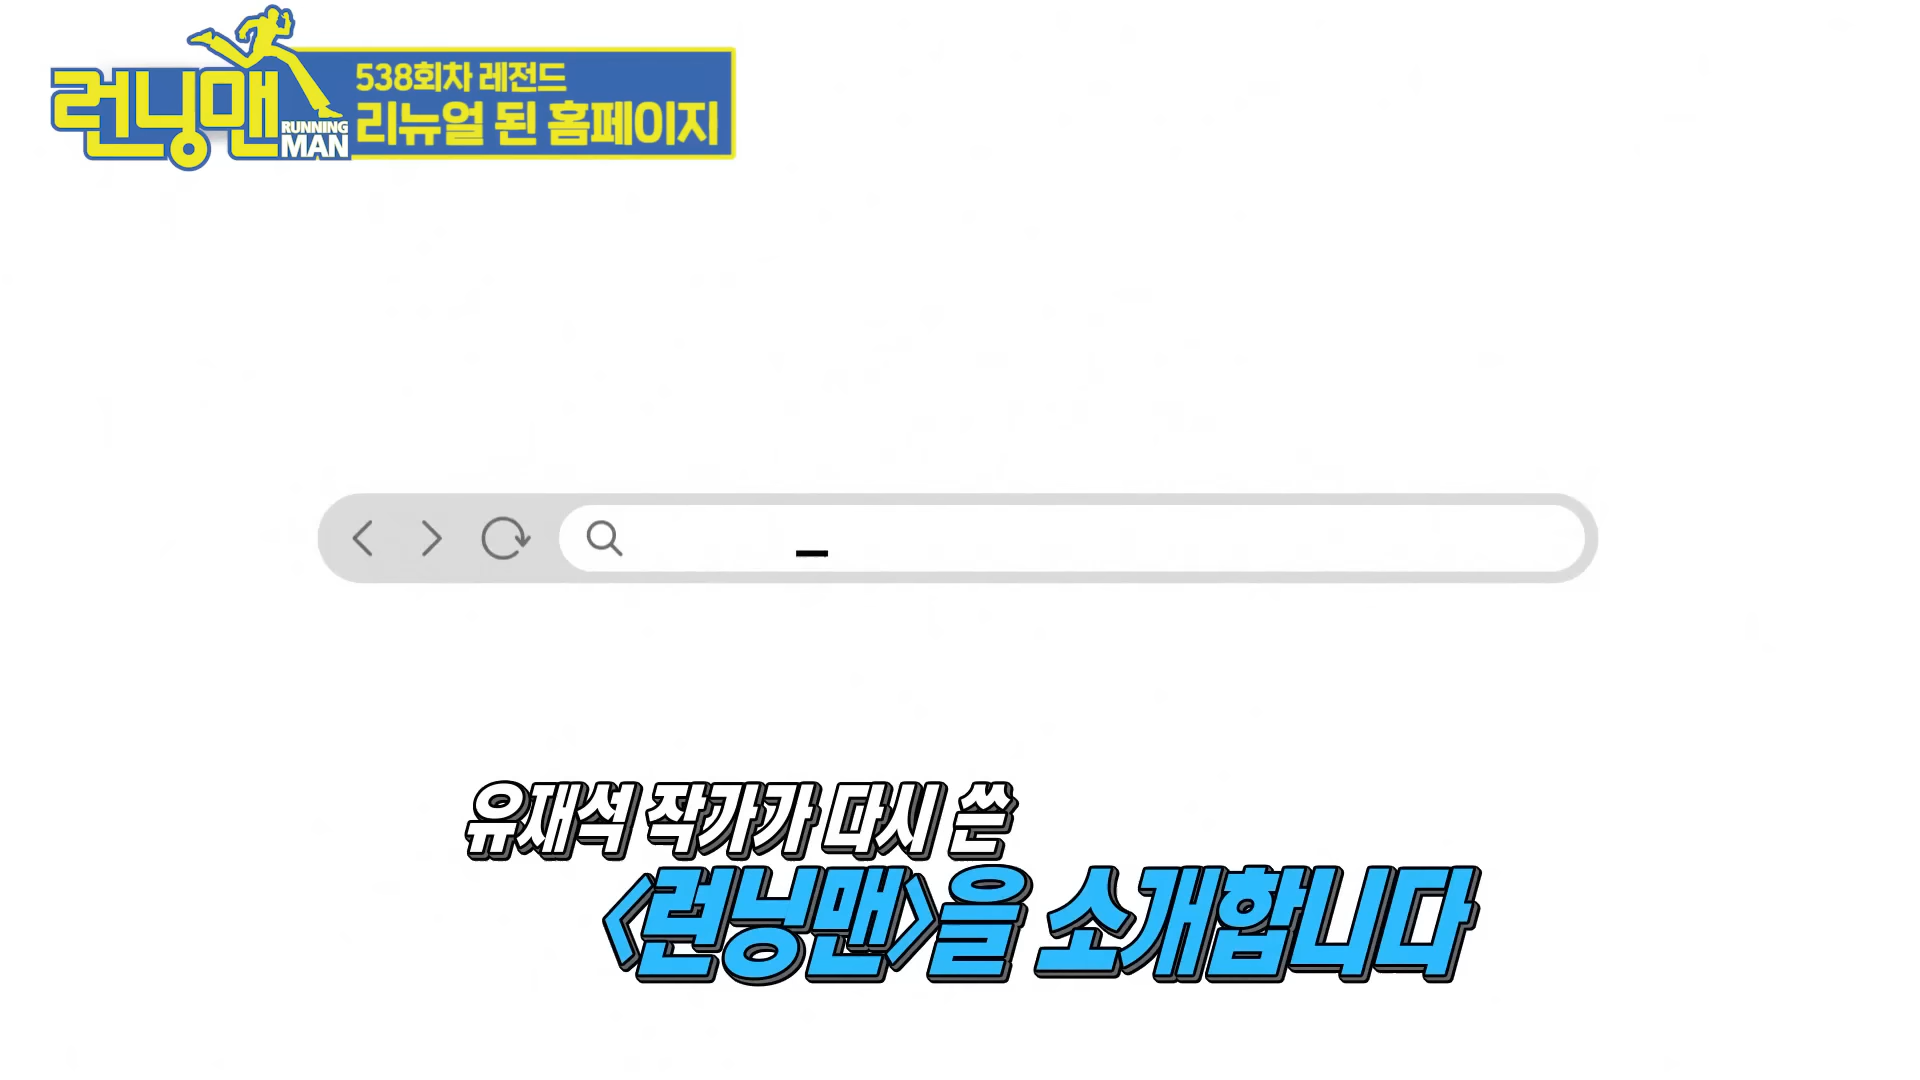 런닝맨
RUNNING
MAN
538회차 레전드
리뉴얼 된 홈페이지
유재석 작가가 다시 쓴
<런닝맨>을 소개합니다